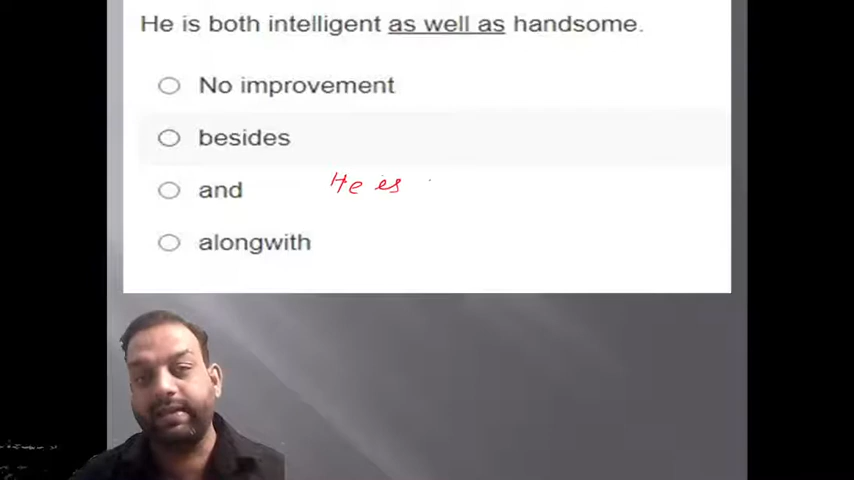 He is both intelligent as well as handsome.
No improvement
besides
and
He is
alongwith